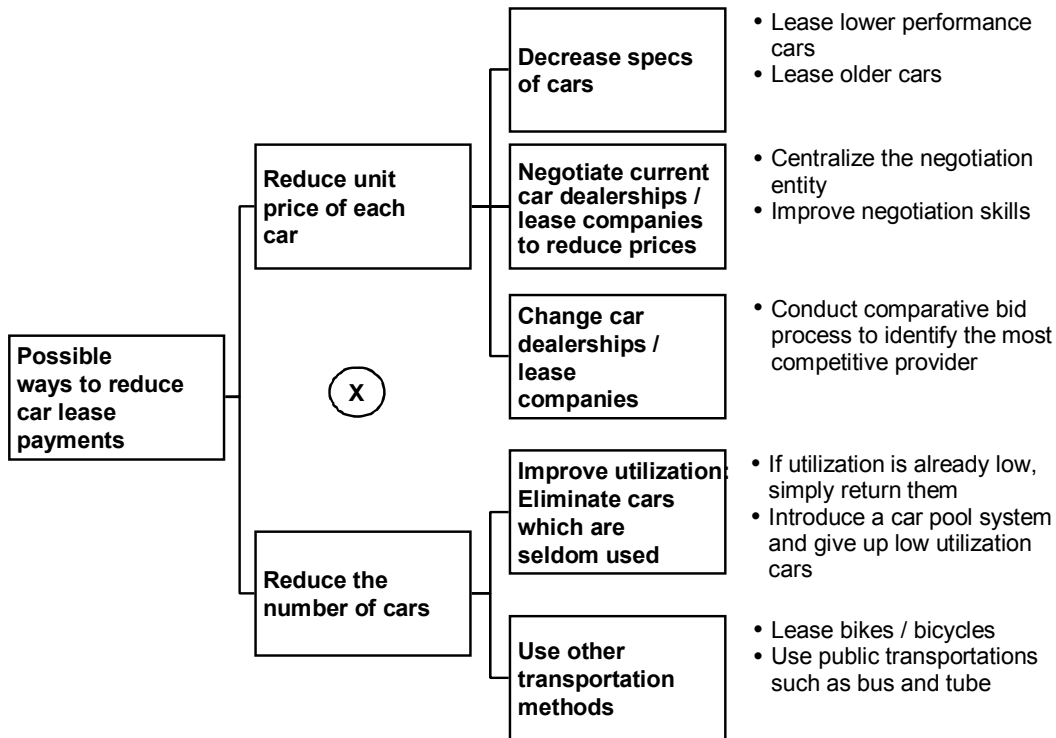 Possible
ways to reduce
car lease
payments
Reduce unit
price of each
car
X
Reduce the
number of cars
Decrease specs
of cars
• Lease lower performance
cars
• Lease older cars
Negotiate current
car dealerships /
lease companies
to reduce prices
• Centralize the negotiation
entity
• Improve negotiation skills
Change car
dealerships /
lease
companies
• Conduct comparative bid
process to identify the most
competitive provider
Improve utilization:
Eliminate cars
which are
seldom used
• If utilization is already low,
simply return them
• Introduce a car pool system
and give up low utilization
cars
Use other
transportation
methods
• Lease bikes / bicycles
• Use public transportations
such as bus and tube